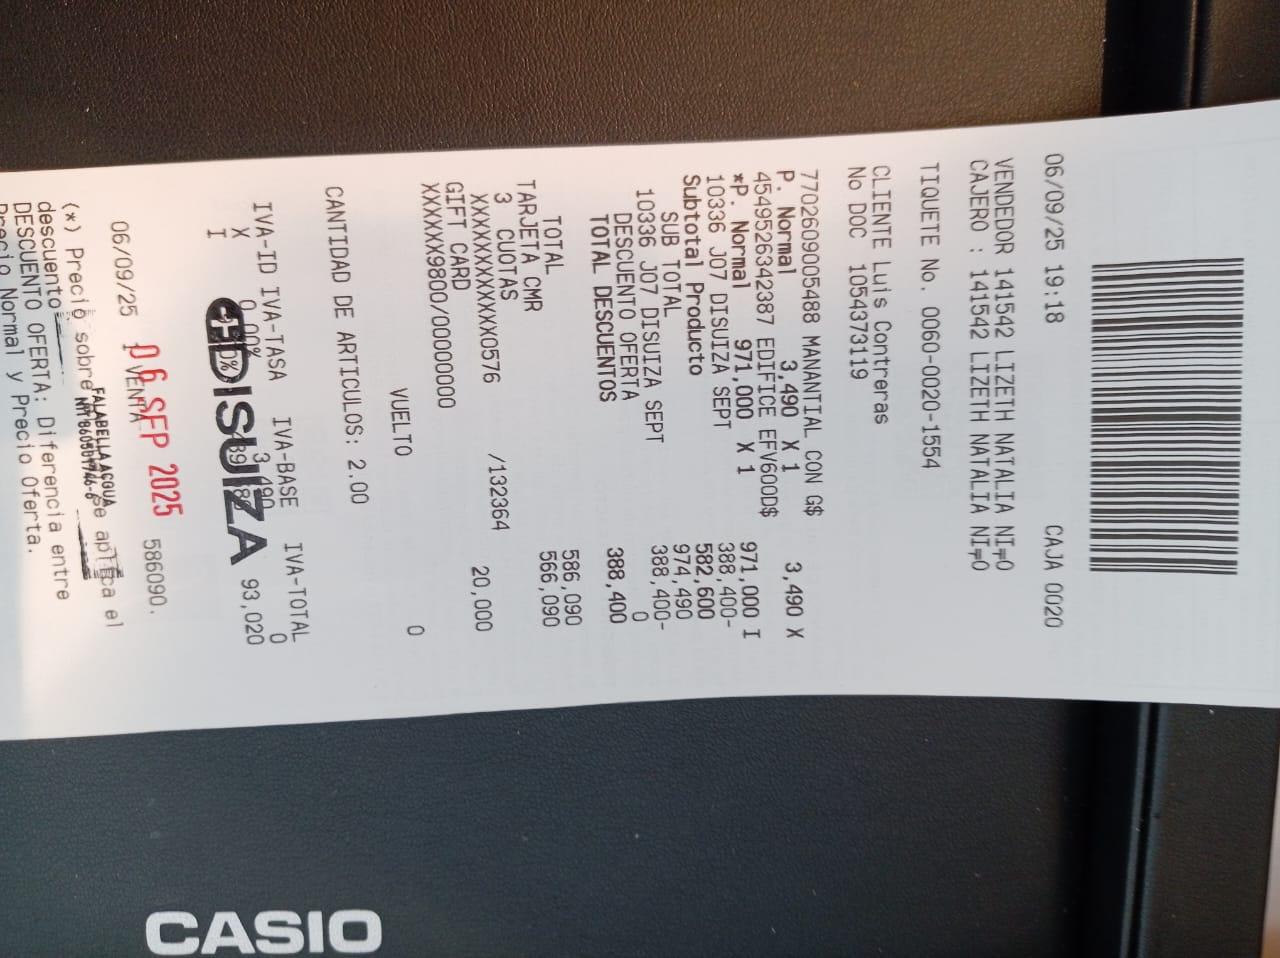 06/09/25 19:18 CAJA 0020
VENDEDOR 141542 LIZETH NATALIA NI╤O
CAJERO : 141542 LIZETH NATALIA NI╤O
TIQUETE No. 0060-0020-1554
CLIENTE Luis Contreras
No DOC 1054373119
7702609005488 MANANTIAL CON G$
P. Normal 3,490 X 1 3,490 X
4549526342387 EDIFICE EFV600D$
*P. Normal 971,000 X 1 971,000 I
10336 J07 DISUIZA SEPT 388,400-
Subtotal Producto 582,600
SUB TOTAL 974,490
10336 J07 DISUIZA SEPT 388,400-
DESCUENTO OFERTA 0
TOTAL DESCUENTOS 388,400
TOTAL 586,090
TARJETA CMR 566,090
3 CUOTAS
XXXXXXXXXXXX0576 /132364
GIFT CARD 20,000
XXXXXX9800/00000000
VUELTO 0
CANTIDAD DE ARTICULOS: 2.00
IVA-ID IVA-TASA IVA-BASE IVA-TOTAL
X 0.00% 3,490 0
I 93,020
DISUIZA
06 SEP 2025
06/09/25 VENTA 586090.
FALABELLA ACQUA
(*) Precio sobre se aplica el
descuento
DESCUENTO OFERTA: Diferencia entre
Precio Normal y Precio Oferta.
CASIO